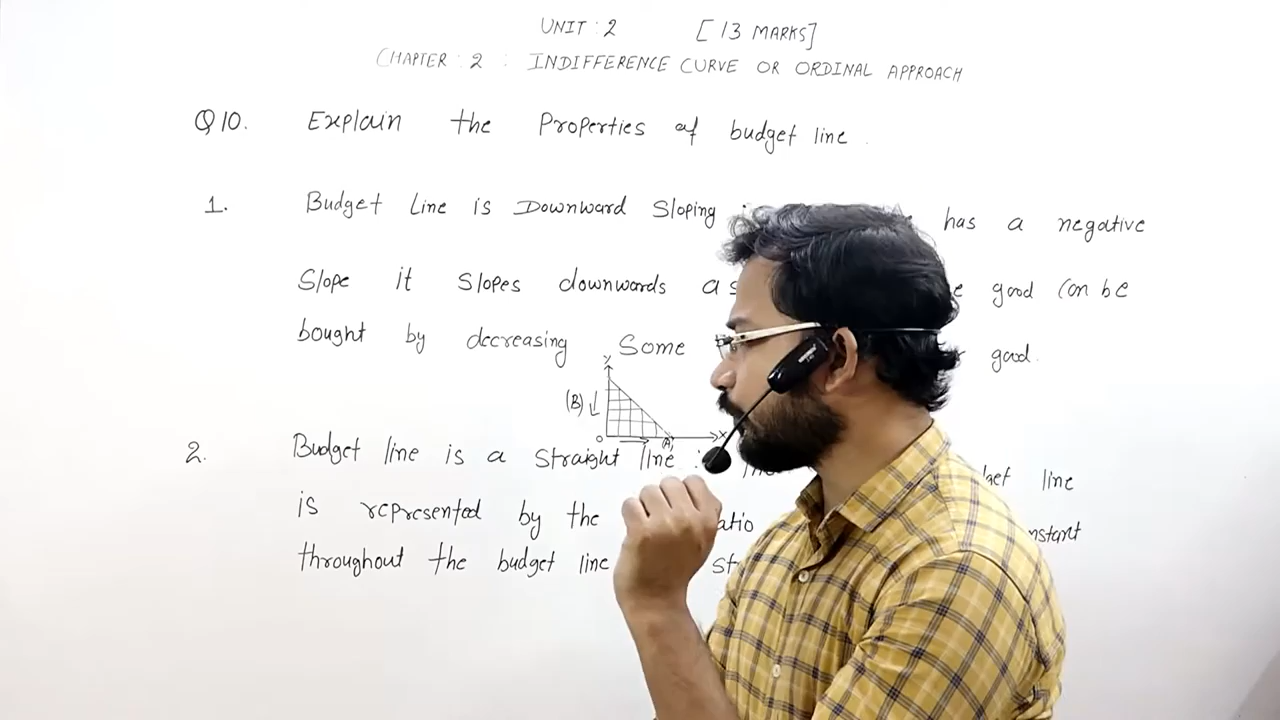 UNIT : 2 [ 13 MARKS]
CHAPTER : 2 : INDIFFERENCE CURVE OR ORDINAL APPROACH
Q10. Explain the Properties of budget line.
1. Budget Line is Downward Sloping has a negative
Slope it slopes downwards as good can be
bought by decreasing Some good.
Y
(B)
O (A) X
2. Budget line is a straight line : line
is represented by the
throughout the budget line